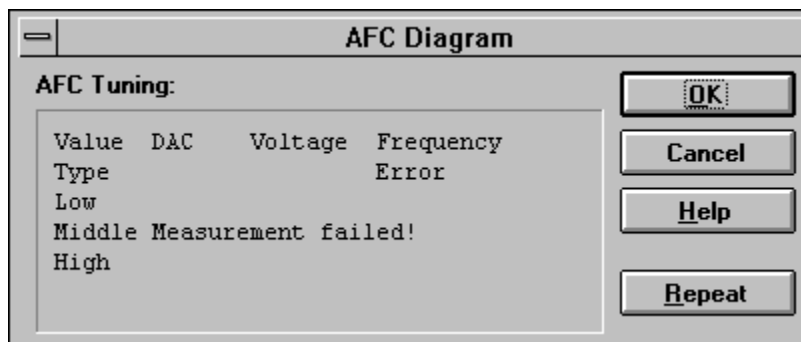 AFC Diagram
AFC Tuning:
Value DAC Voltage Frequency
Type Error
Low
Middle Measurement failed!
High
OK
Cancel
Help
Repeat